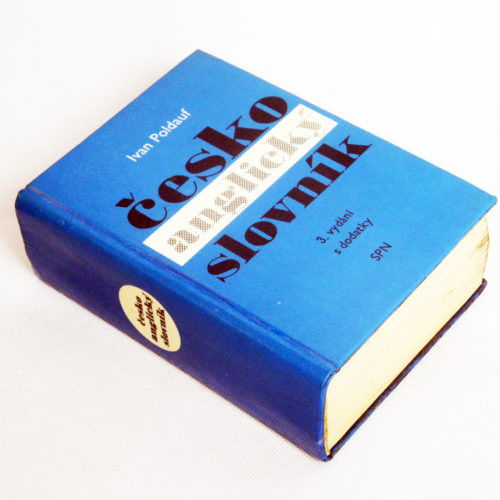 Ivan Poldauf
česko
anglický
slovník
3. vydání
s dodatky
SPN
česko
anglický
slovník